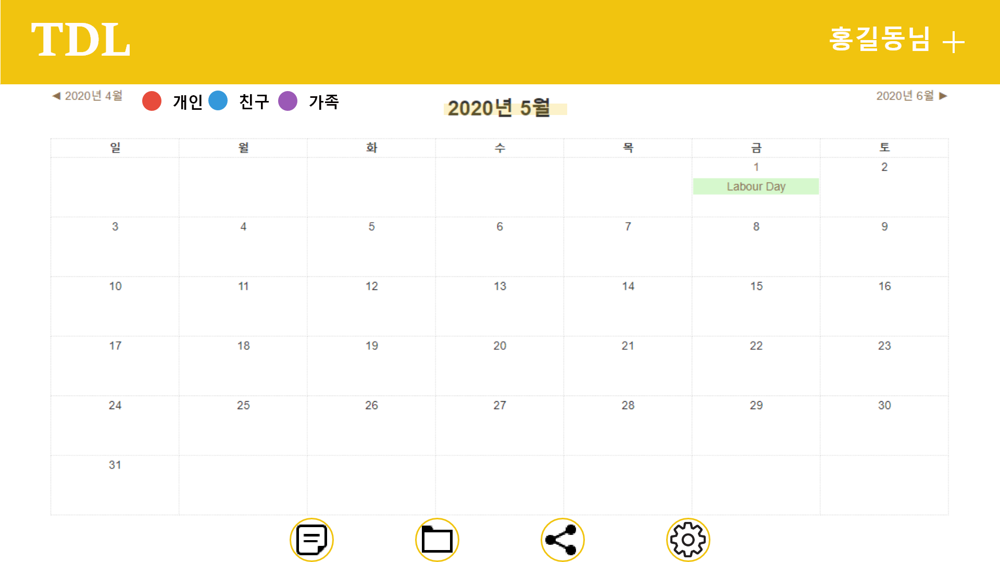 TDL
홍길동님
◀ 2020년 4월
개인
친구
가족
2020년 5월
2020년 6월 ▶
일 월 화 수 목 금 토
1 2
Labour Day
3 4 5 6 7 8 9
10 11 12 13 14 15 16
17 18 19 20 21 22 23
24 25 26 27 28 29 30
31